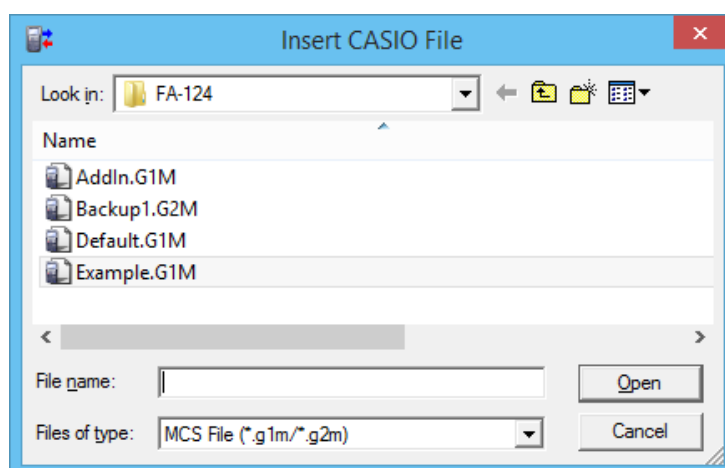 Insert CASIO File
Look in: FA-124
Name
AddIn.G1M
Backup1.G2M
Default.G1M
Example.G1M
File name: Open
Files of type: MCS File (*.g1m/*.g2m) Cancel